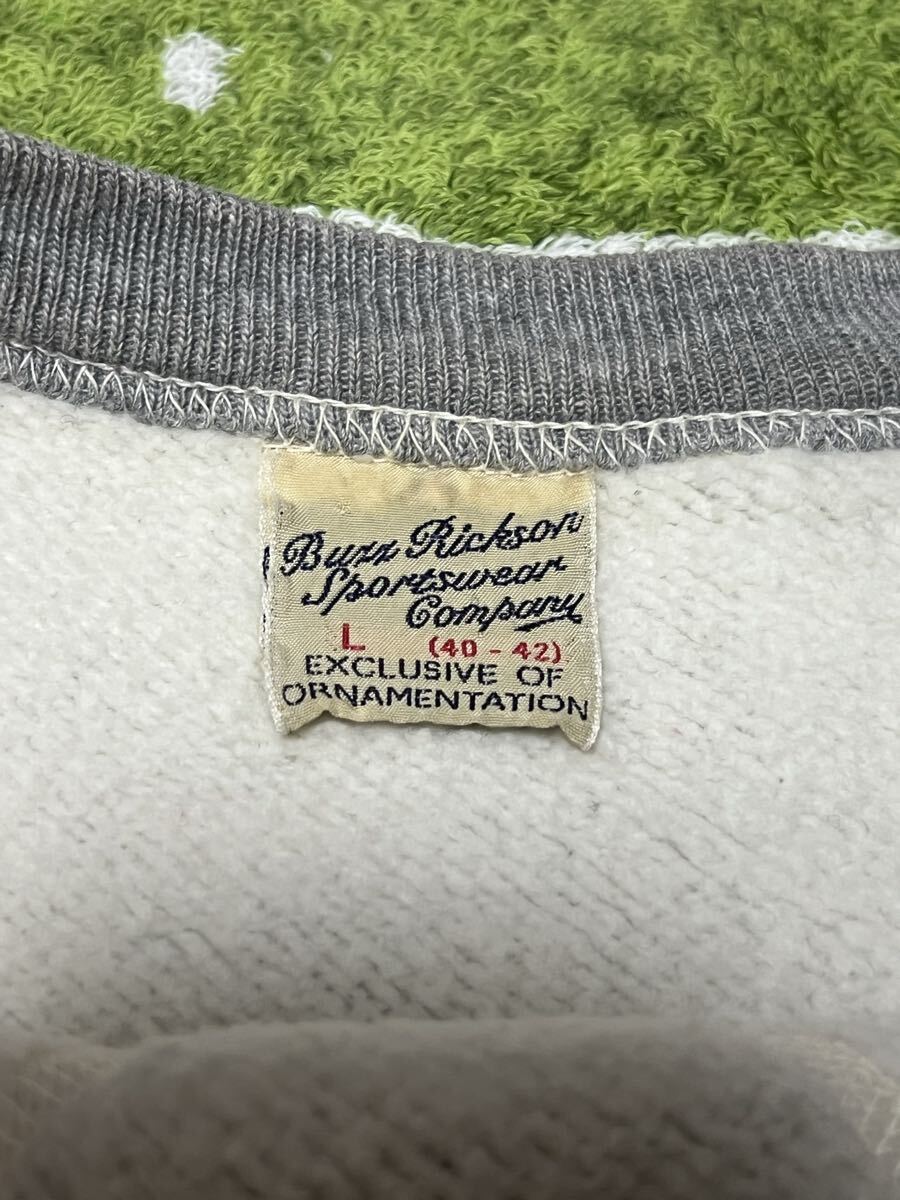 Buzz Rickson
Sportswear
Company
L (40 - 42)
EXCLUSIVE OF
ORNAMENTATION